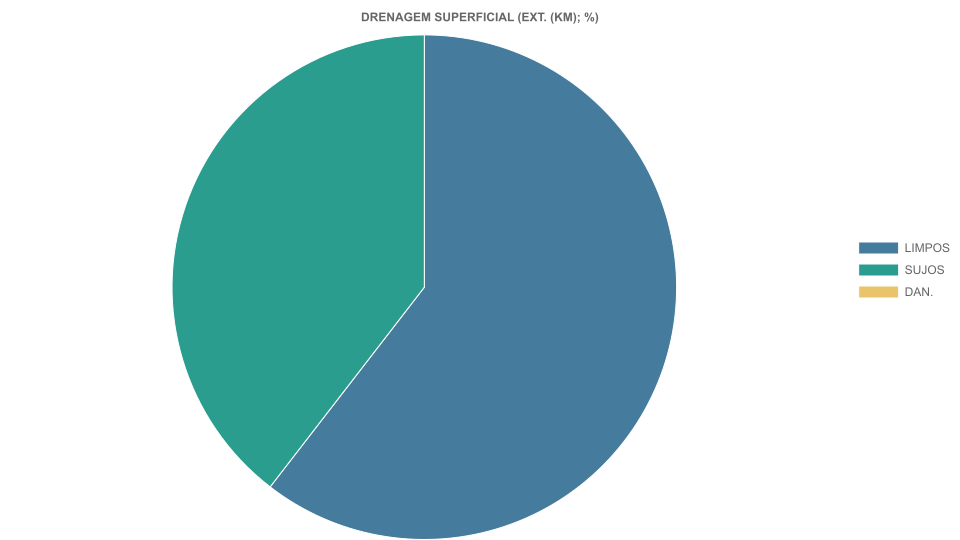 DRENAGEM SUPERFICIAL (EXT. (KM); %)
LIMPOS
SUJOS
DAN.